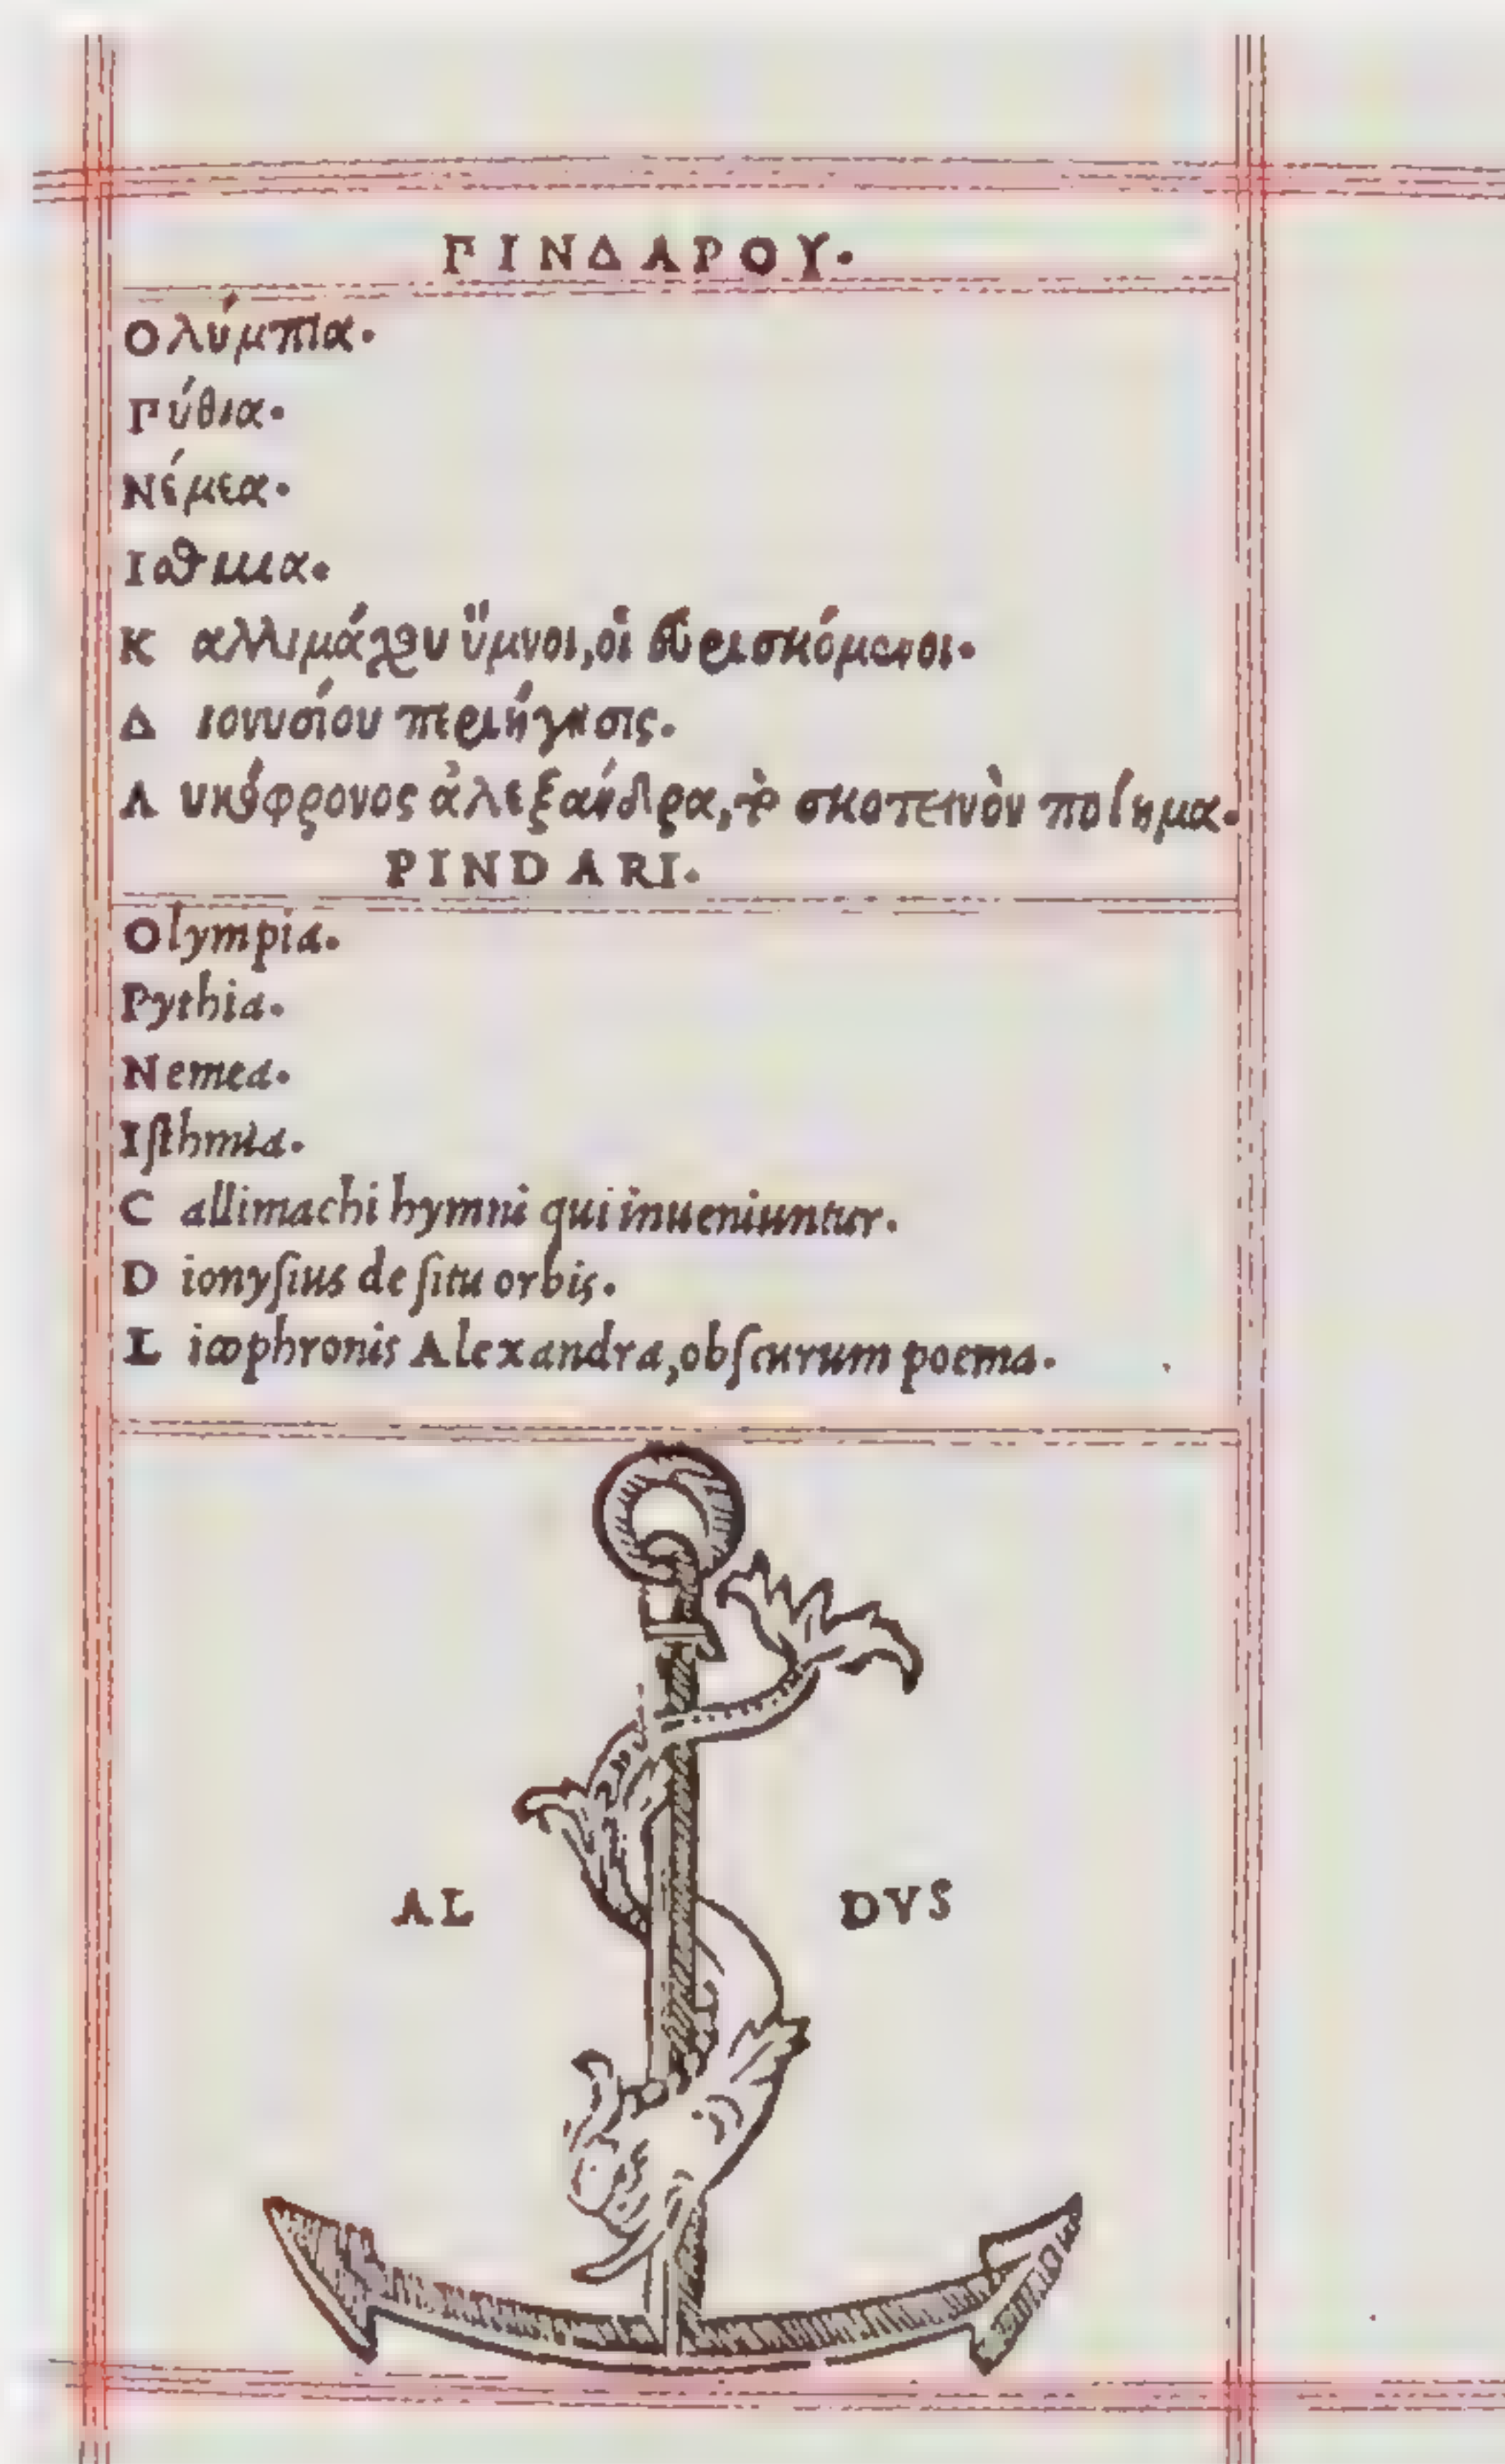 ΠΙΝΔΑΡΟΥ.
Ολύμπια.
Πύθια.
Νέμεα.
Ισθμια.
Κ αλλιμάχου ὕμνοι, οἱ εὑρισκόμενοι.
Δ ιονυσίου περιήγησις.
Λ υκόφρονος ἀλεξάνδρα, τὸ σκοτεινὸν ποίημα.
PINDARI.
Olympia.
Pythia.
Nemea.
Iſthmia.
C allimachi hymni qui inueniuntur.
D ionyſius de ſitu orbis.
L icophronis Alexandra, obſcurum poema.
AL DVS